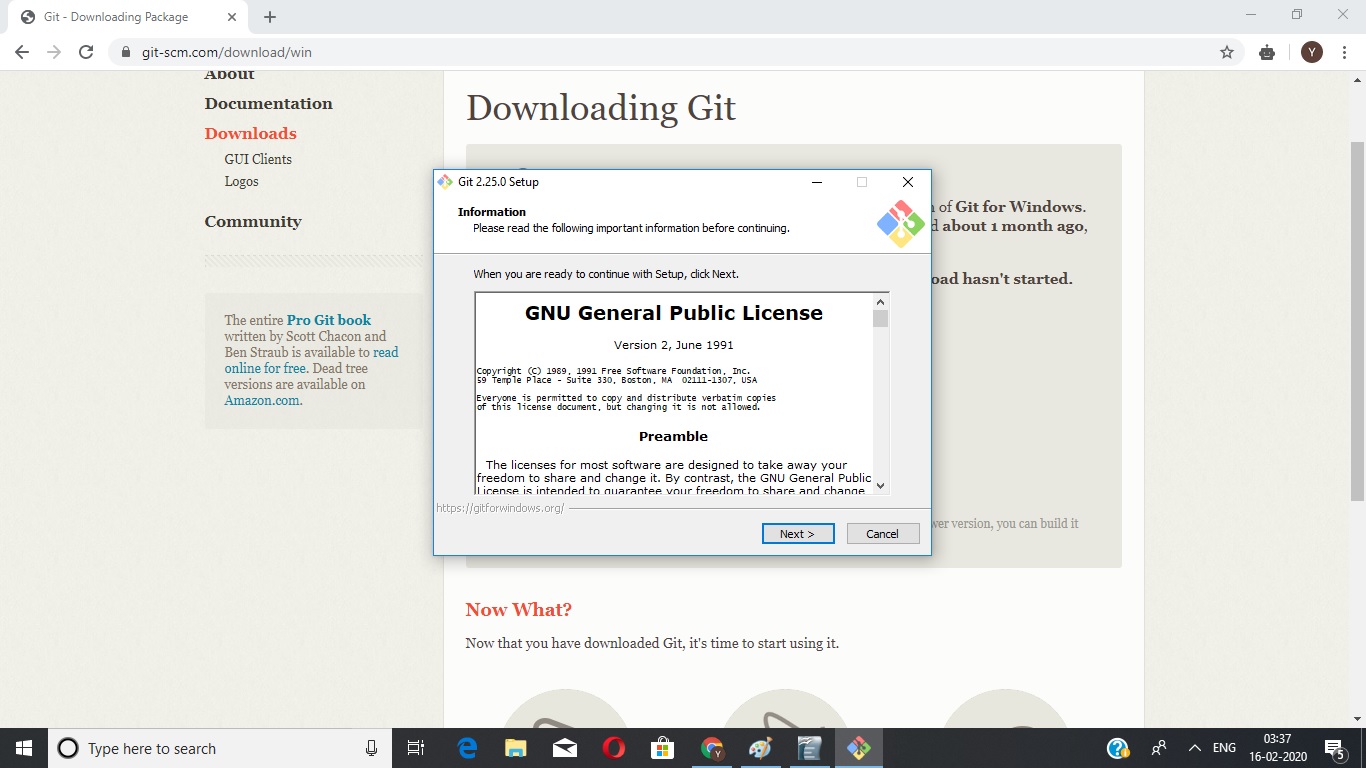 Git - Downloading Package
git-scm.com/download/win
Y
About
Documentation
Downloads
GUI Clients
Logos
Community
The entire Pro Git book
written by Scott Chacon and
Ben Straub is available to read
online for free. Dead tree
versions are available on
Amazon.com.
Downloading Git
of Git for Windows.
about 1 month ago,
hasn't started.
version, you can build it
Git 2.25.0 Setup
Information
Please read the following important information before continuing.
When you are ready to continue with Setup, click Next.
GNU General Public License
Version 2, June 1991
Copyright (C) 1989, 1991 Free Software Foundation, Inc.
59 Temple Place - Suite 330, Boston, MA 02111-1307, USA
Everyone is permitted to copy and distribute verbatim copies
of this license document, but changing it is not allowed.
Preamble
The licenses for most software are designed to take away your
freedom to share and change it. By contrast, the GNU General Public
License is intended to guarantee your freedom to share and change
https://gitforwindows.org/
Next >
Cancel
Now What?
Now that you have downloaded Git, it's time to start using it.
Type here to search
ENG
03:37
16-02-2020
5